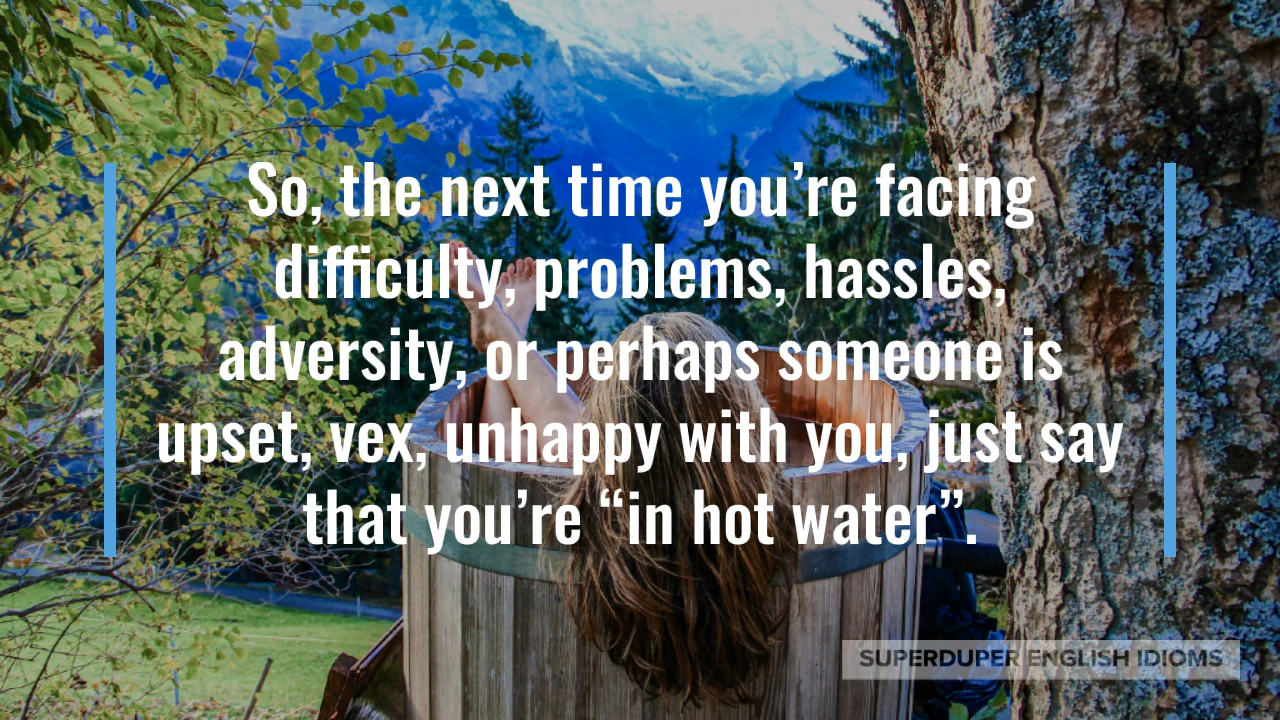 So, the next time you’re facing
difficulty, problems, hassles,
adversity, or perhaps someone is
upset, vex, unhappy with you, just say
that you’re “in hot water”.
SUPERDUPER ENGLISH IDIOMS